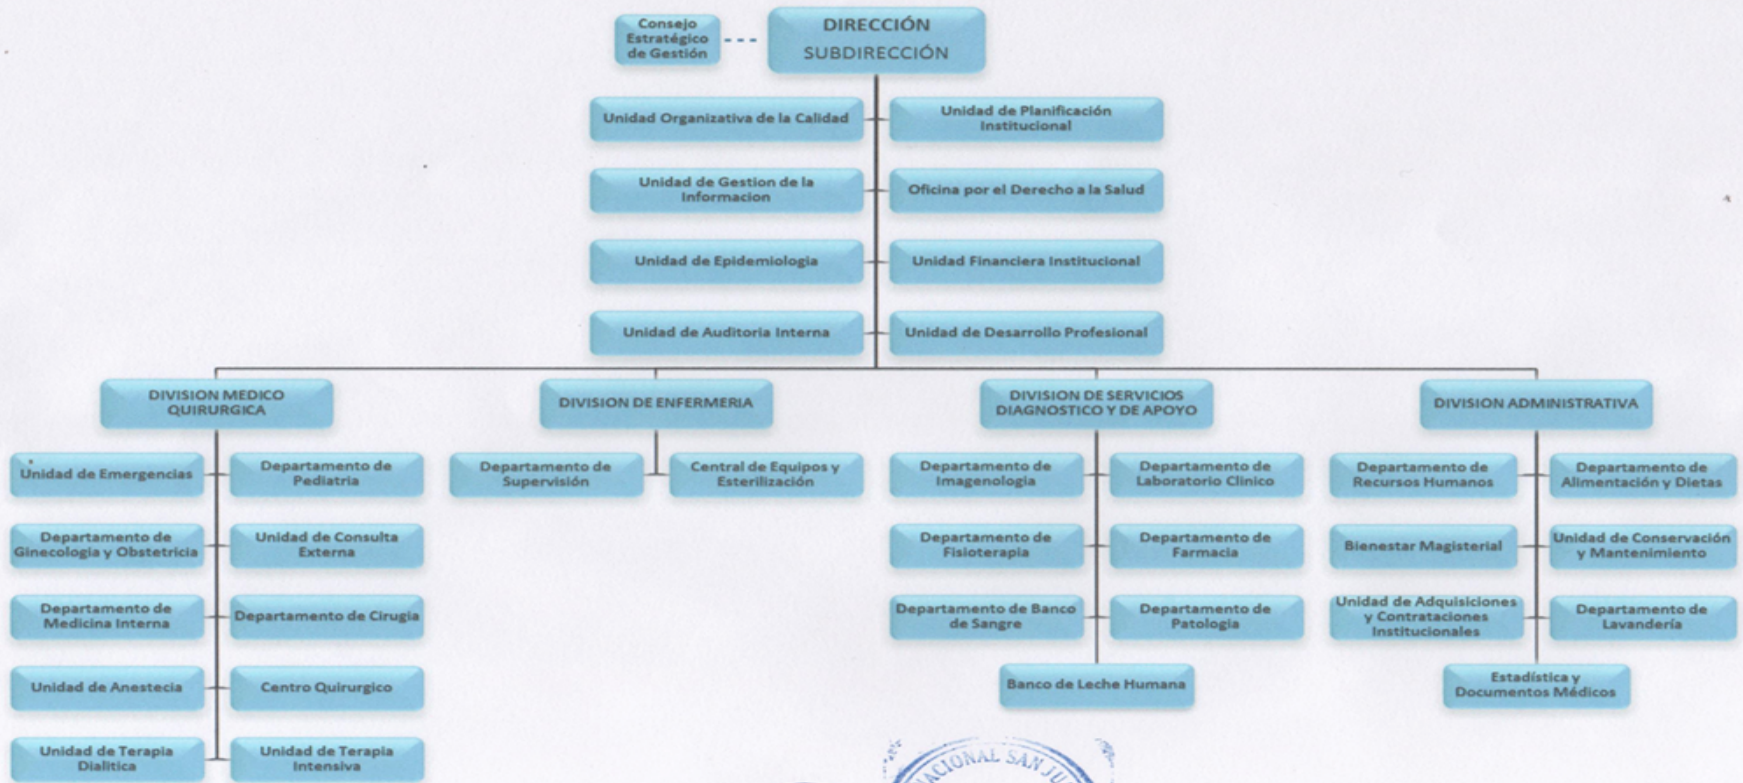 Consejo
Estratégico
de Gestión
DIRECCIÓN
SUBDIRECCIÓN
Unidad Organizativa de la Calidad
Unidad de Planificación
Institucional
Unidad de Gestion de la
Informacion
Oficina por el Derecho a la Salud
Unidad de Epidemiologia
Unidad Financiera Institucional
Unidad de Auditoria Interna
Unidad de Desarrollo Profesional
DIVISION MEDICO
QUIRURGICA
DIVISION DE ENFERMERIA
DIVISION DE SERVICIOS
DIAGNOSTICO Y DE APOYO
DIVISION ADMINISTRATIVA
Unidad de Emergencias
Departamento de
Pediatria
Departamento de
Supervisión
Central de Equipos y
Esterilización
Departamento de
Imagenologia
Departamento de
Laboratorio Clinico
Departamento de
Recursos Humanos
Departamento de
Alimentación y Dietas
Departamento de
Ginecologia y Obstetricia
Unidad de Consulta
Externa
Departamento de
Fisioterapia
Departamento de
Farmacia
Bienestar Magisterial
Unidad de Conservación
y Mantenimiento
Departamento de
Medicina Interna
Departamento de Cirugia
Departamento de Banco
de Sangre
Departamento de
Patologia
Unidad de Adquisiciones
y Contrataciones
Institucionales
Departamento de
Lavandería
Unidad de Anestecia
Centro Quirurgico
Banco de Leche Humana
Estadística y
Documentos Médicos
Unidad de Terapia
Dialitica
Unidad de Terapia
Intensiva
NACIONAL SAN JU